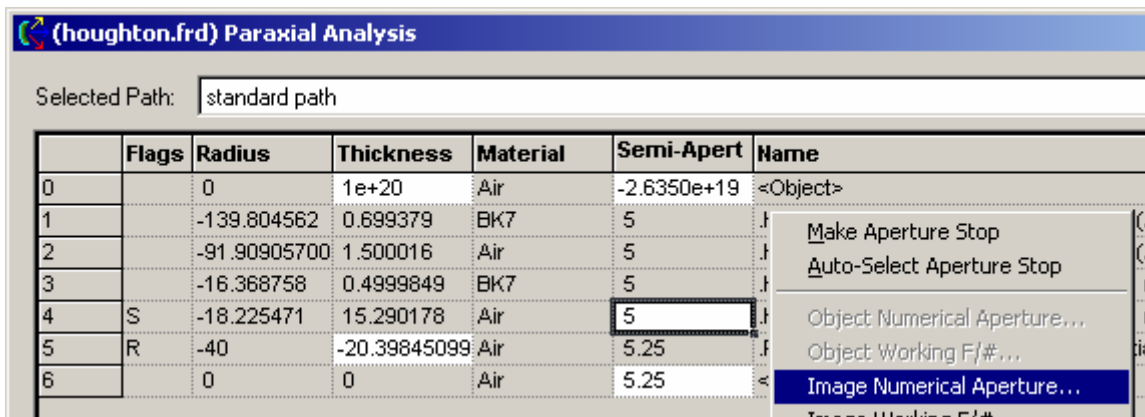 (houghton.frd) Paraxial Analysis
Selected Path: standard path
Flags Radius Thickness Material Semi-Apert Name
0 0 1e+20 Air -2.6350e+19 <Object>
1 -139.804562 0.699379 BK7 5
2 -91.90905700 1.500016 Air 5
3 -16.368758 0.4999849 BK7 5
4 S -18.225471 15.290178 Air 5
5 R -40 -20.39845099 Air 5.25
6 0 0 Air 5.25 <
Make Aperture Stop
Auto-Select Aperture Stop
Object Numerical Aperture...
Object Working F/#...
Image Numerical Aperture...
Image Working F/#